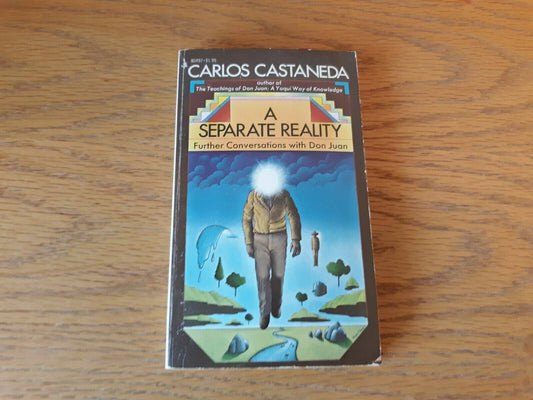 CARLOS CASTANEDA
author of
The Teachings of Don Juan: A Yaqui Way of Knowledge
A
SEPARATE REALITY
Further Conversations with Don Juan